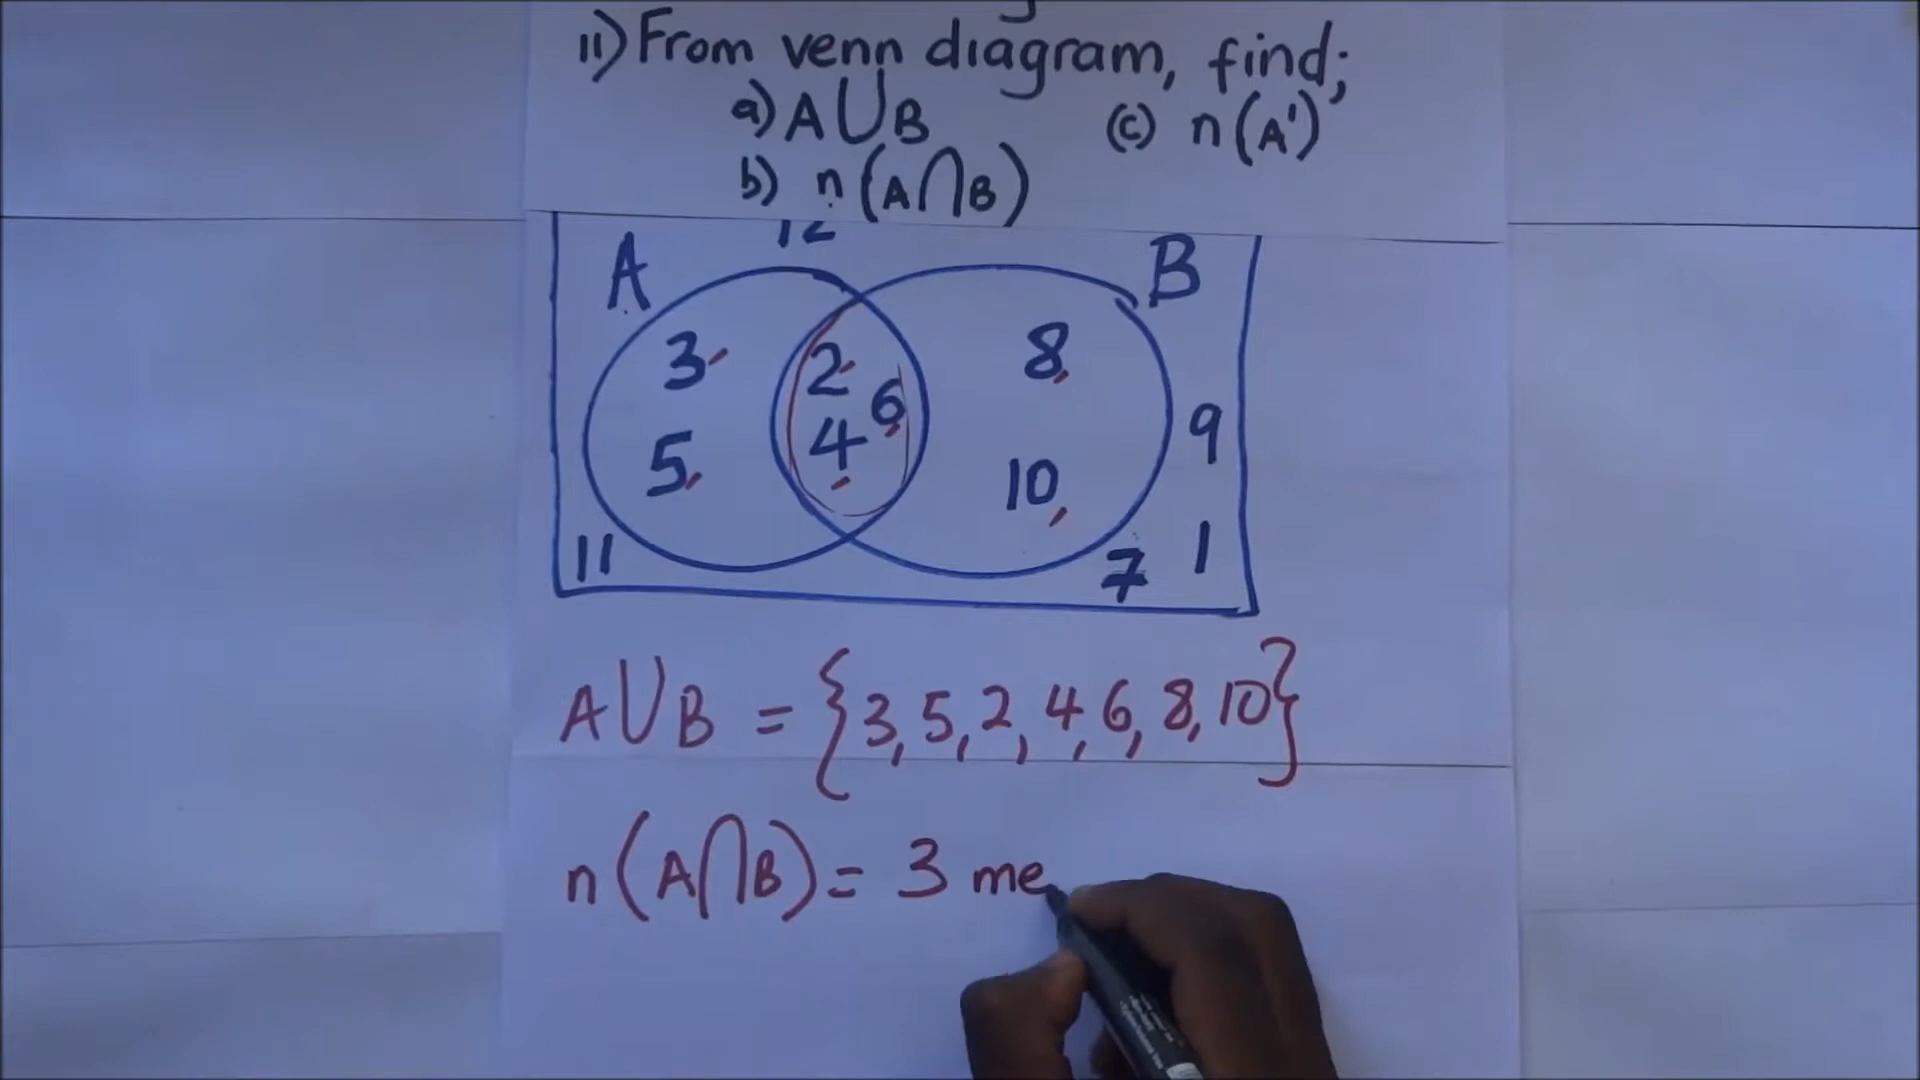 11) From venn diagram, find;
a) A⋃B (c) n(A')
b) n(A⋂B)
12
A B
3 2 8
6 9
5 4 10
11 7 1
A⋃B = {3, 5, 2, 4, 6, 8, 10}
n(A⋂B) = 3 me